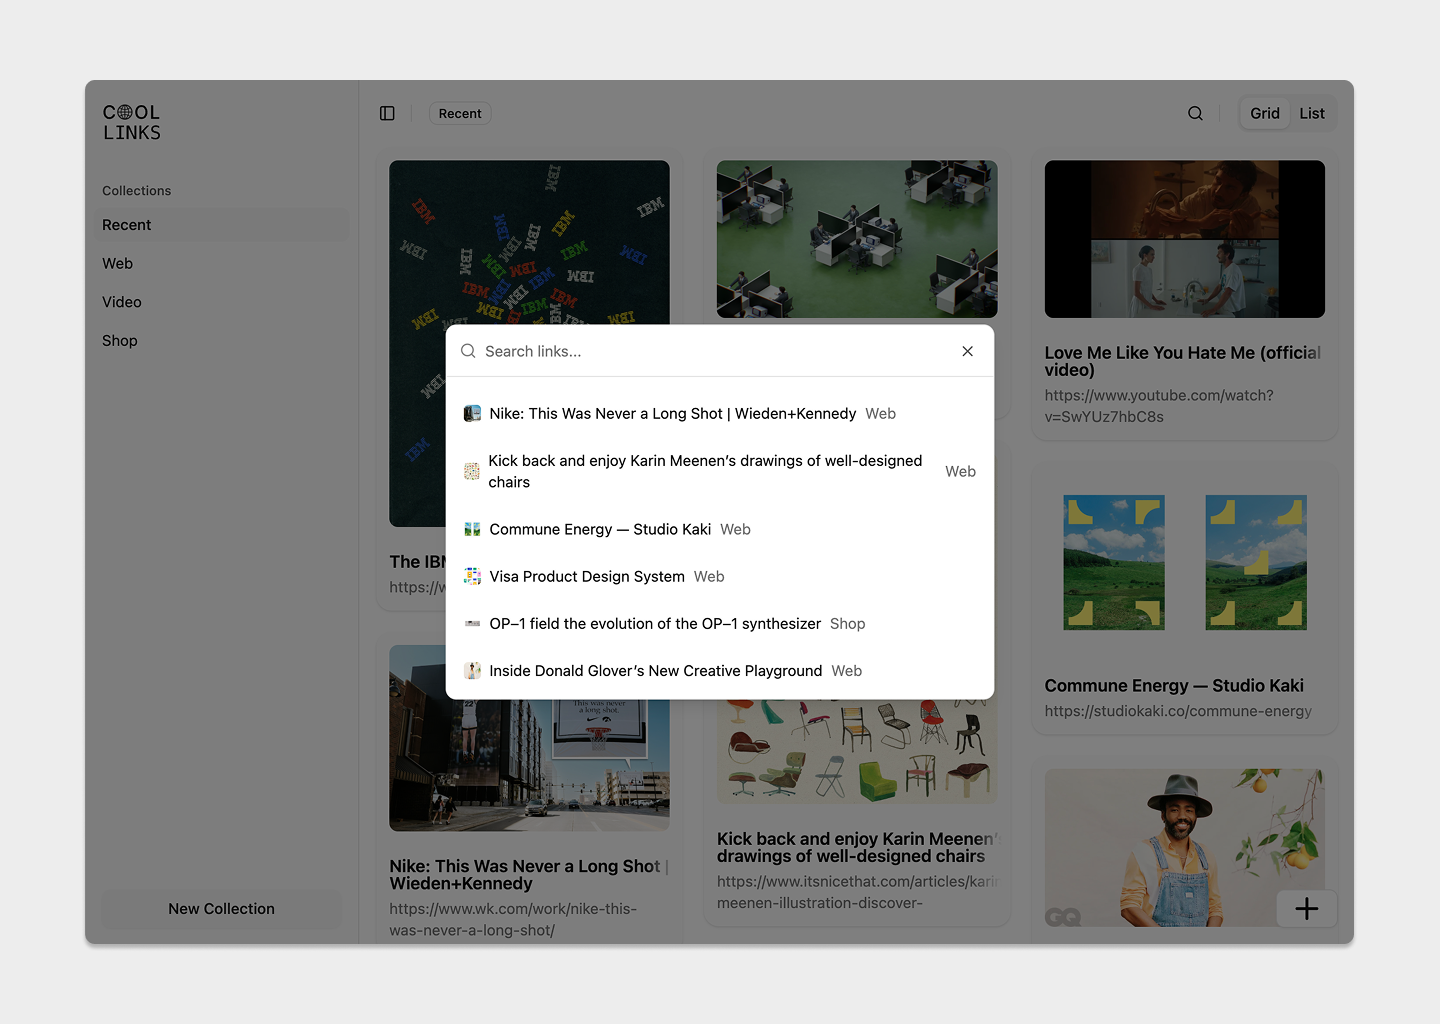 COOL
LINKS
Collections
Recent
Web
Video
Shop
New Collection
Recent
Grid
List
IBM
The IBM
https://w
This was never
a long shot.
Nike: This Was Never a Long Shot |
Wieden+Kennedy
https://www.wk.com/work/nike-this-
was-never-a-long-shot/
Kick back and enjoy Karin Meenen’s
drawings of well-designed chairs
https://www.itsnicethat.com/articles/karin
meenen-illustration-discover-
Love Me Like You Hate Me (official
video)
https://www.youtube.com/watch?
v=SwYUz7hbC8s
Commune Energy — Studio Kaki
https://studiokaki.co/commune-energy
GQ
Search links...
Nike: This Was Never a Long Shot | Wieden+Kennedy Web
Kick back and enjoy Karin Meenen’s drawings of well-designed
chairs
Web
Commune Energy — Studio Kaki Web
Visa Product Design System Web
OP–1 field the evolution of the OP–1 synthesizer Shop
Inside Donald Glover’s New Creative Playground Web